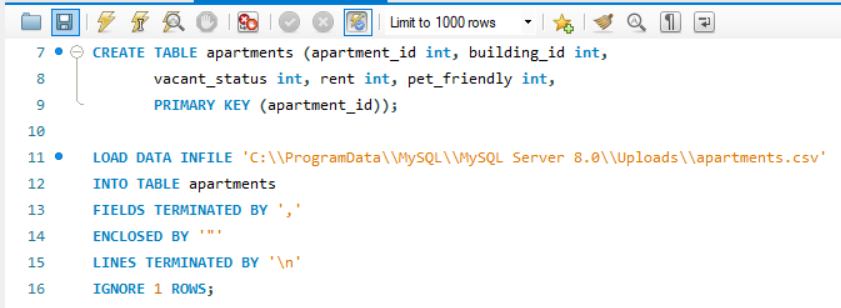 Limit to 1000 rows
7 CREATE TABLE apartments (apartment_id int, building_id int,
8 vacant_status int, rent int, pet_friendly int,
9 PRIMARY KEY (apartment_id));
10
11 LOAD DATA INFILE 'C:\\ProgramData\\MySQL\\MySQL Server 8.0\\Uploads\\apartments.csv'
12 INTO TABLE apartments
13 FIELDS TERMINATED BY ','
14 ENCLOSED BY '"'
15 LINES TERMINATED BY '\n'
16 IGNORE 1 ROWS;